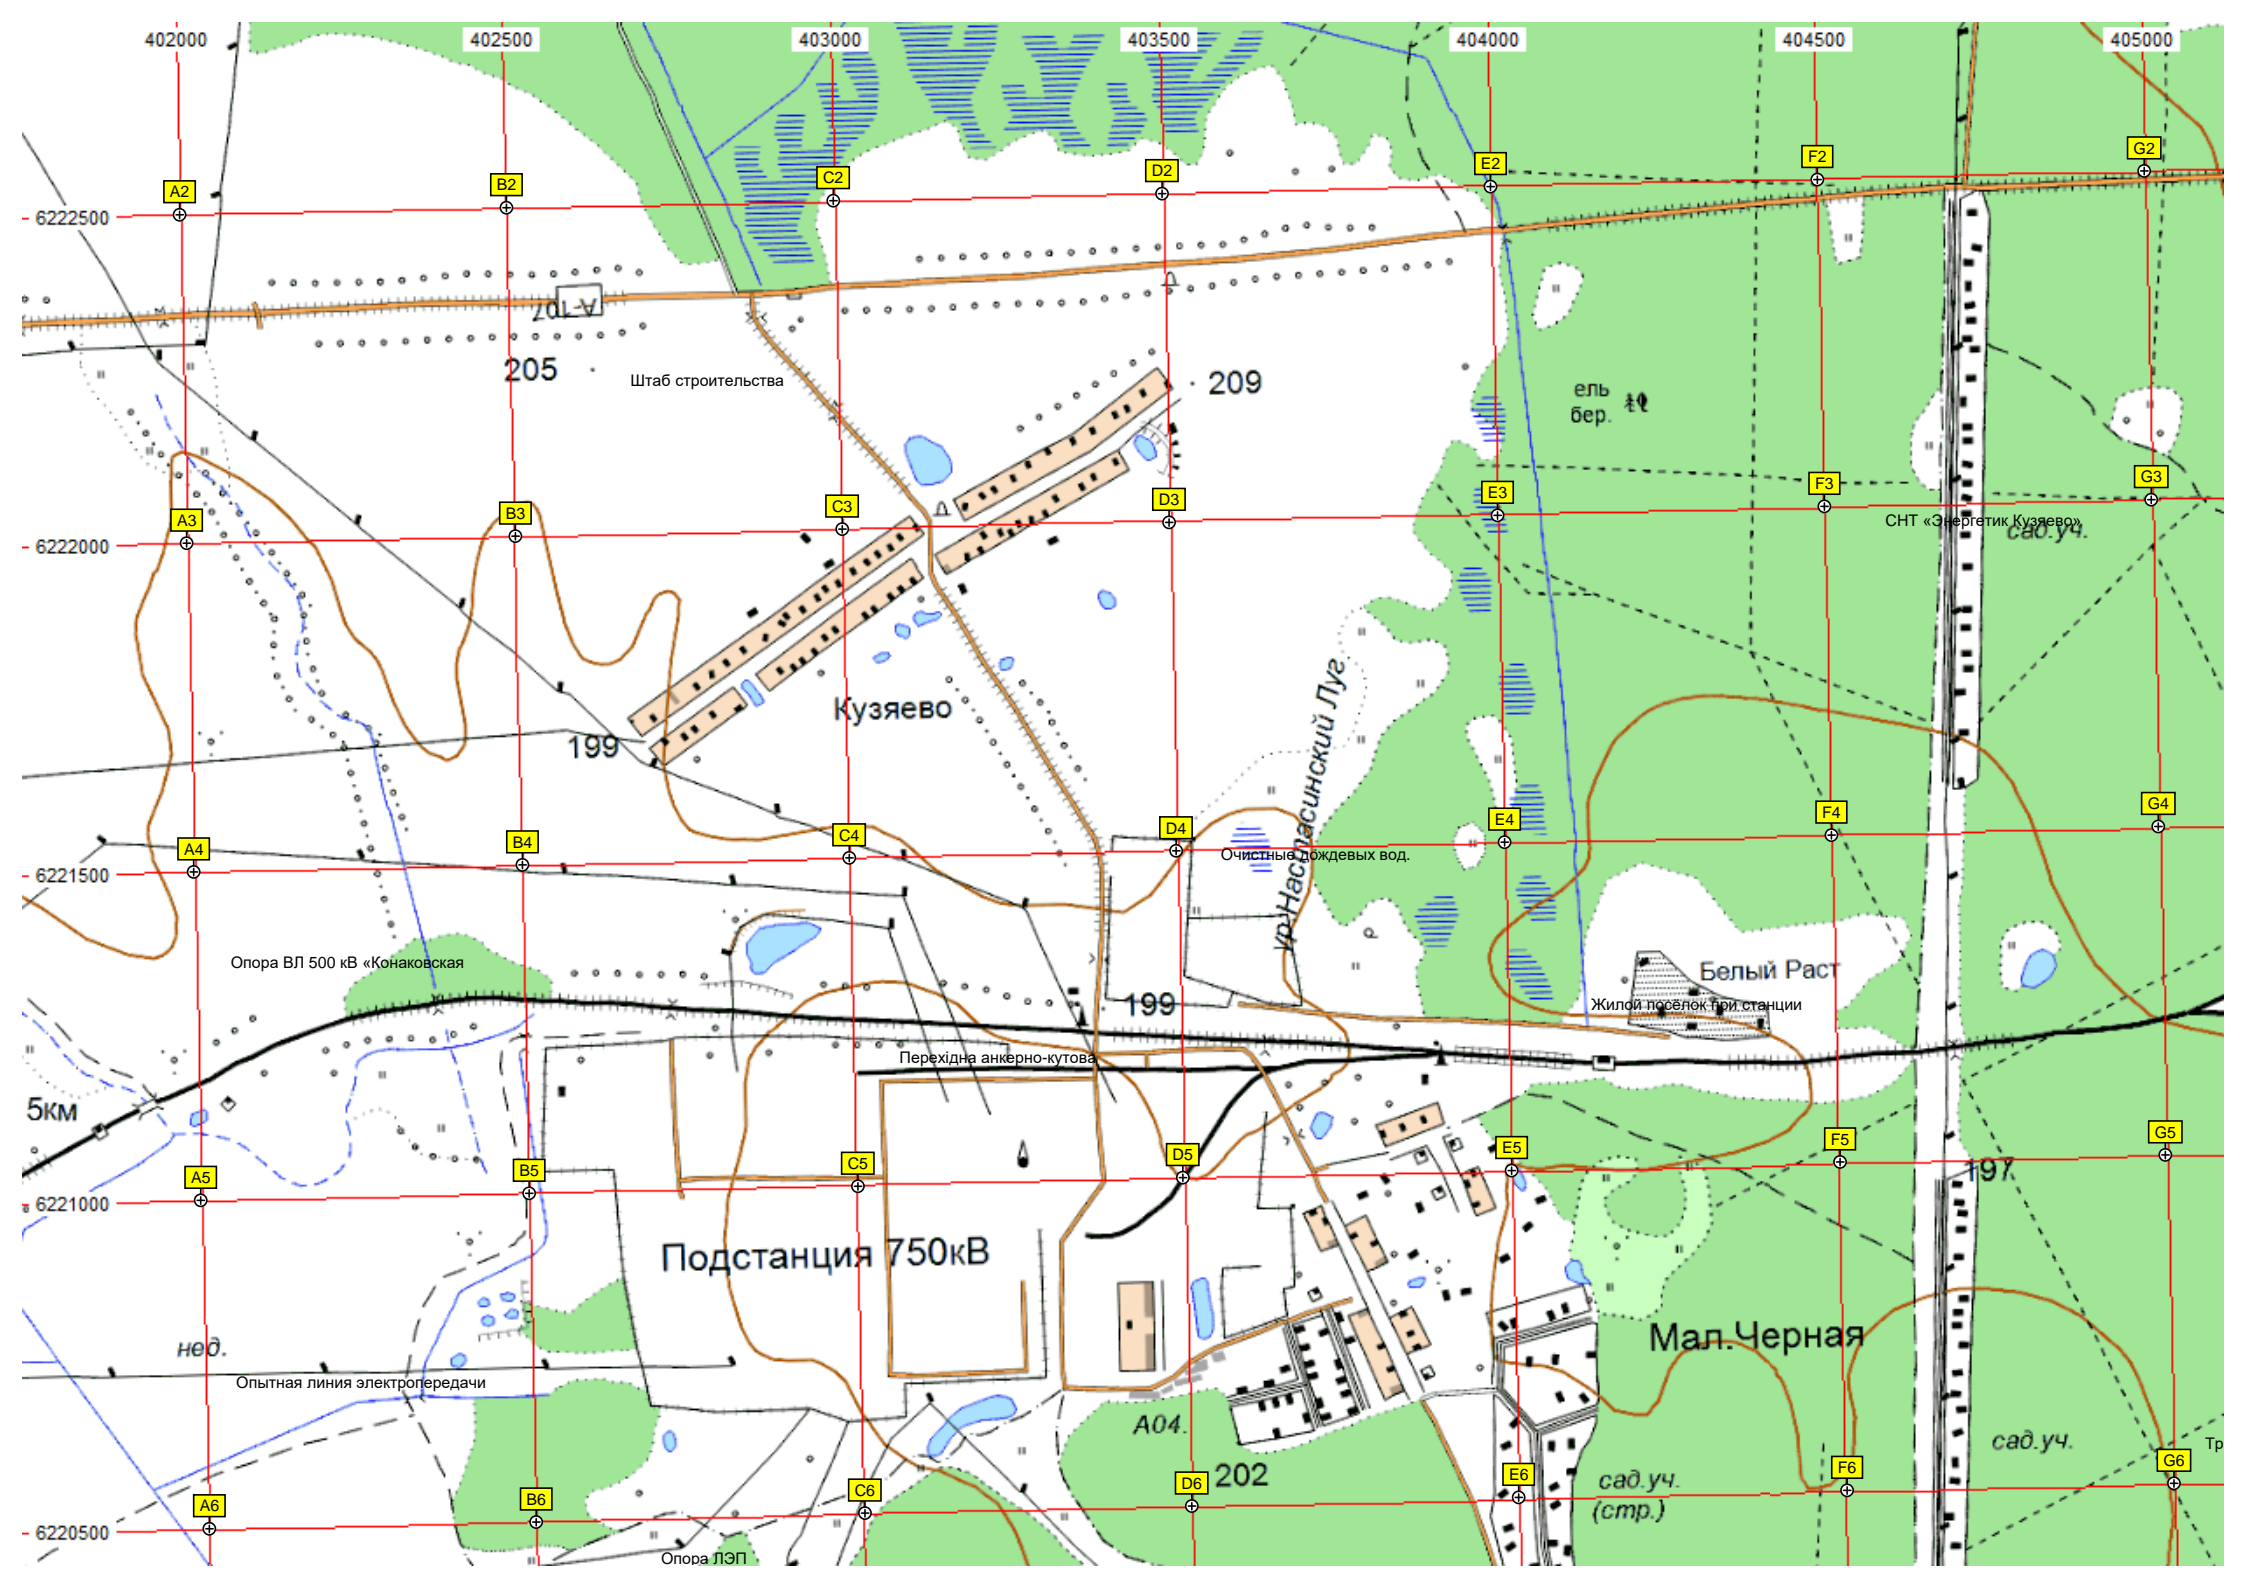 402000 402500 403000 403500 404000 404500 405000
A2 B2 C2 D2 E2 F2 G2
6222500
А-107
205
Штаб строительства
209
ель
бер.
A3 B3 C3 D3 E3 F3 G3
СНТ «Энергетик Кузяево»
сад.уч.
6222000
Кузяево
199
ур.Наспасинский Луг
A4 B4 C4 D4 E4 F4 G4
Очистные дождевых вод.
6221500
Опора ВЛ 500 кВ «Конаковская
Белый Раст
199
Жилой посёлок при станции
Перехідна анкерно-кутова
5км
A5 B5 C5 D5 E5 F5 G5
197
6221000
Подстанция 750кВ
нед.
Мал.Черная
Опытная линия электропередачи
А04.
сад.уч.
Тр
202
сад.уч.
(стр.)
A6 B6 C6 D6 E6 F6 G6
6220500
Опора ЛЭП